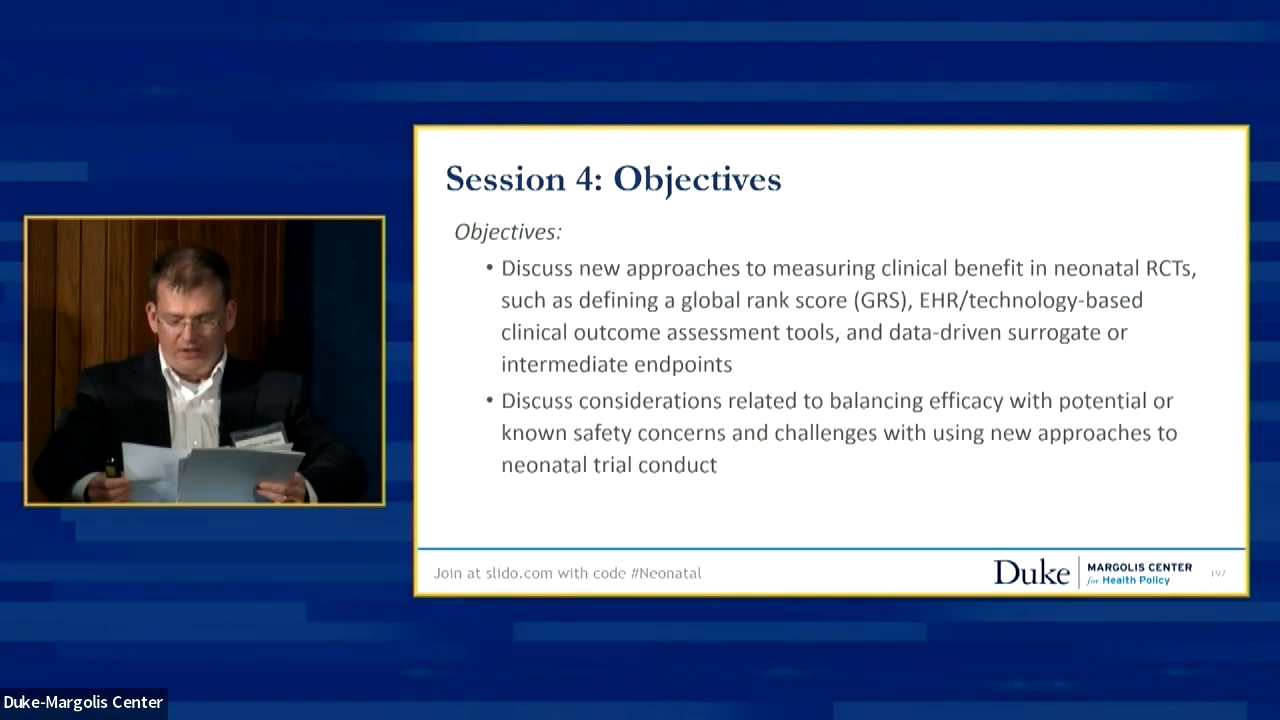 Session 4: Objectives
Objectives:
• Discuss new approaches to measuring clinical benefit in neonatal RCTs,
such as defining a global rank score (GRS), EHR/technology-based
clinical outcome assessment tools, and data-driven surrogate or
intermediate endpoints
• Discuss considerations related to balancing efficacy with potential or
known safety concerns and challenges with using new approaches to
neonatal trial conduct
Join at slido.com with code #Neonatal
Duke
MARGOLIS CENTER
for Health Policy
197
Duke-Margolis Center